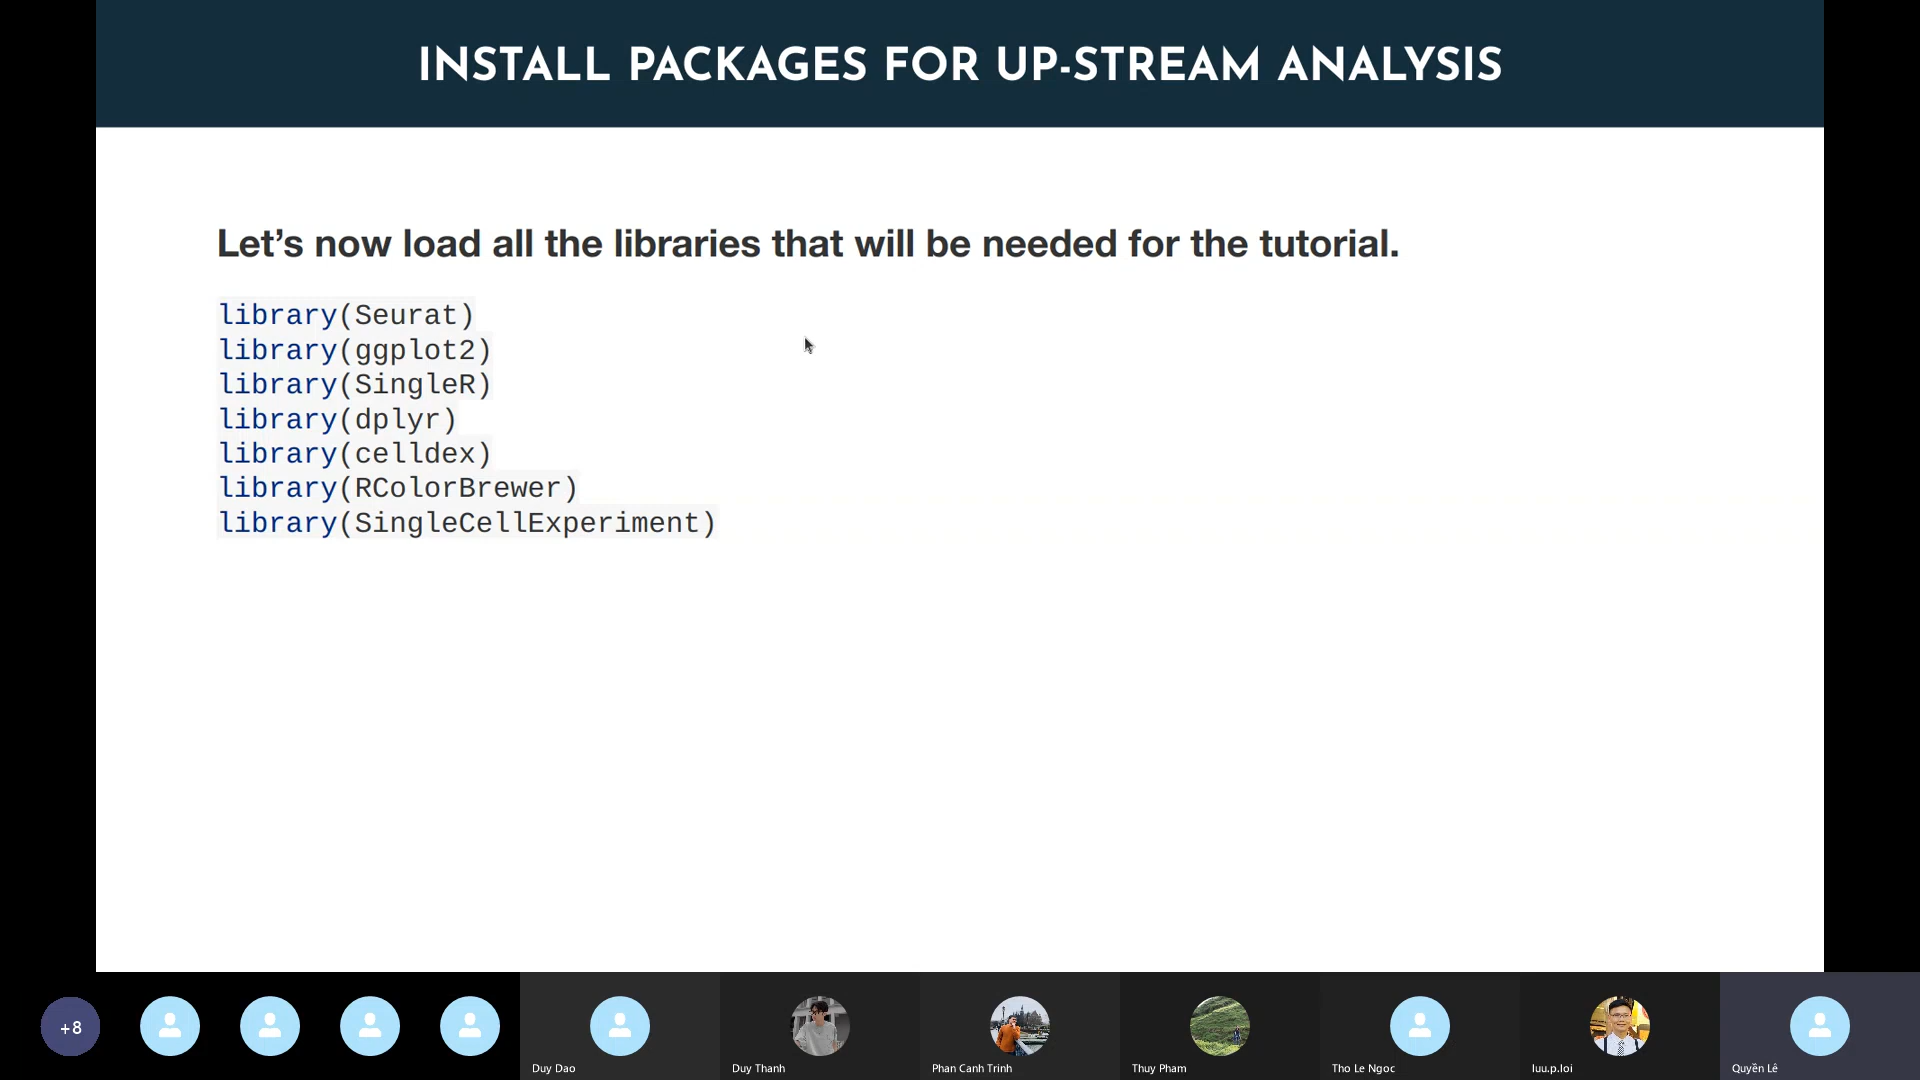 INSTALL PACKAGES FOR UP-STREAM ANALYSIS
Let’s now load all the libraries that will be needed for the tutorial.
library(Seurat)
library(ggplot2)
library(SingleR)
library(dplyr)
library(celldex)
library(RColorBrewer)
library(SingleCellExperiment)
+8
Duy Dao
Duy Thanh
Phan Canh Trinh
Thuy Pham
Tho Le Ngoc
luu.p.loi
Quyền Lê